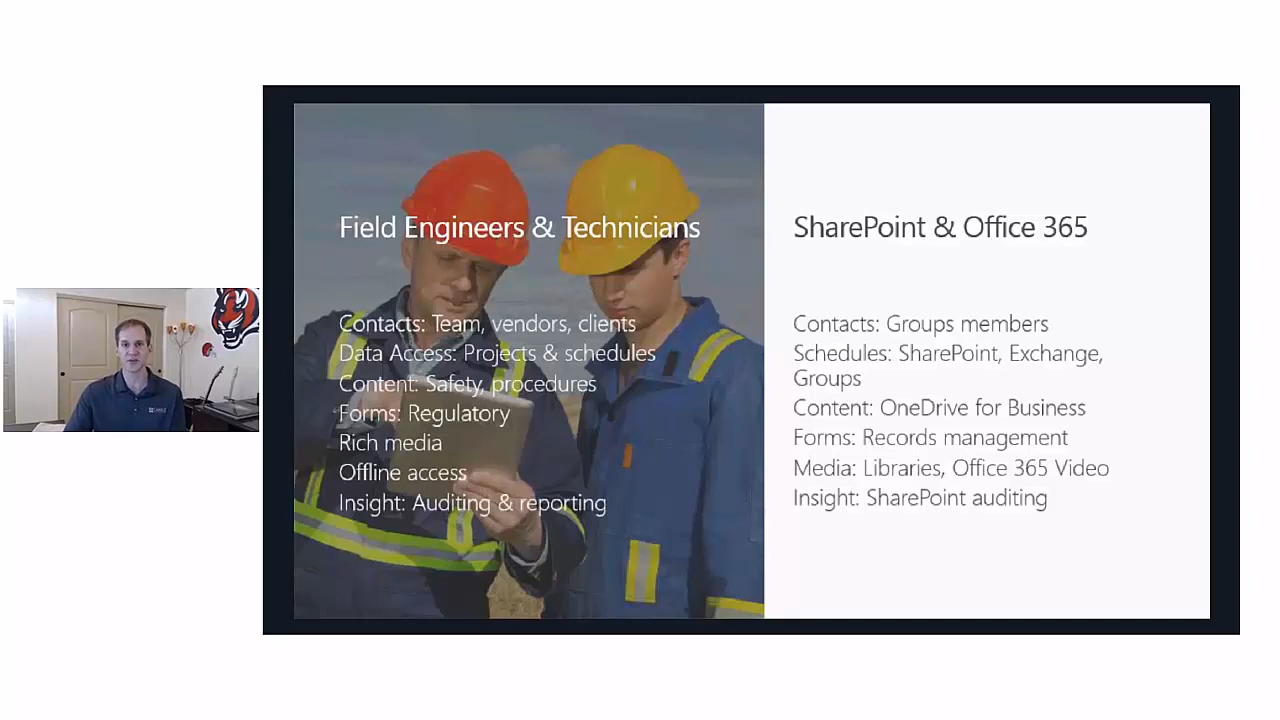 Field Engineers & Technicians
Contacts: Team, vendors, clients
Data Access: Projects & schedules
Content: Safety, procedures
Forms: Regulatory
Rich media
Offline access
Insight: Auditing & reporting
SharePoint & Office 365
Contacts: Groups members
Schedules: SharePoint, Exchange,
Groups
Content: OneDrive for Business
Forms: Records management
Media: Libraries, Office 365 Video
Insight: SharePoint auditing